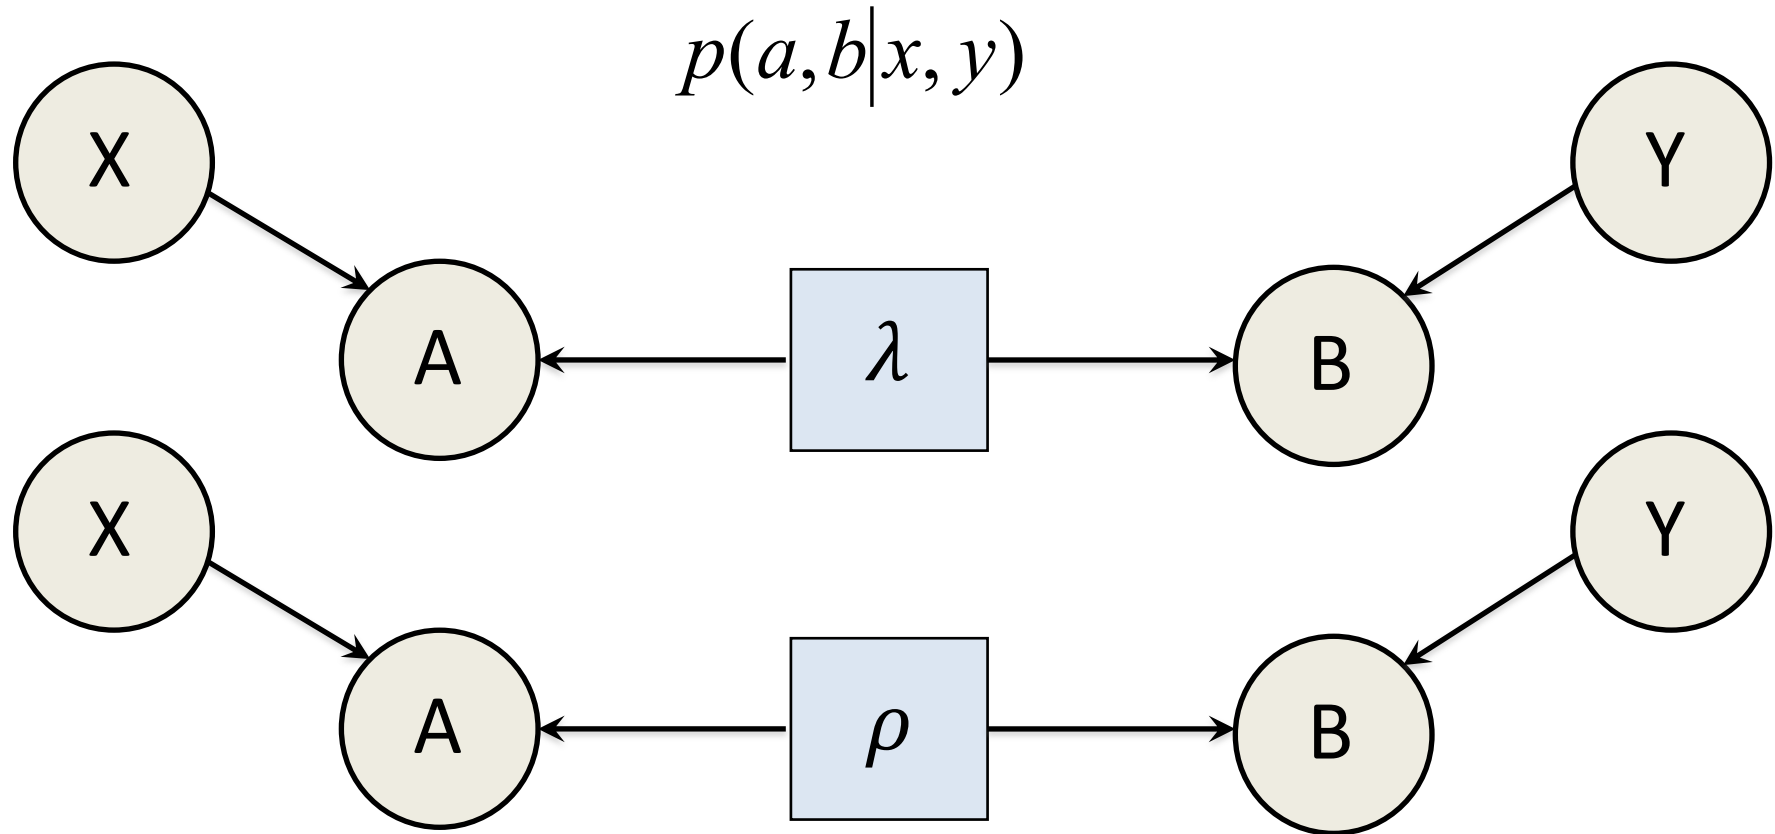 p(a,b|x,y)
X Y
A λ B
X Y
A ρ B